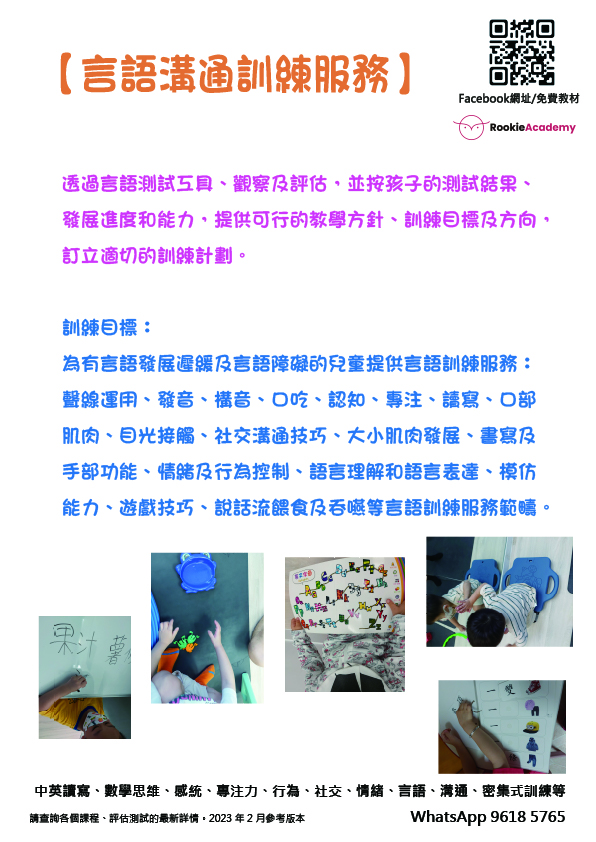 【言語溝通訓練服務】
Facebook網址/免費教材
RookieAcademy
透過言語測試工具、觀察及評估，並按孩子的測試結果、
發展進度和能力，提供可行的教學方針、訓練目標及方向，
訂立適切的訓練計劃。
訓練目標：
為有言語發展遲緩及言語障礙的兒童提供言語訓練服務：
聲線運用、發音、構音、口吃、認知、專注、讀寫、口部
肌肉、目光接觸、社交溝通技巧、大小肌肉發展、書寫及
手部功能、情緒及行為控制、語言理解和語言表達、模仿
能力、遊戲技巧、說話流餵食及吞嚥等言語訓練服務範疇。
果汁 薯
一 雙
一
一
中英讀寫、數學思維、感統、專注力、行為、社交、情緒、言語、溝通、密集式訓練等
請查詢各個課程、評估測試的最新詳情。2023 年 2 月參考版本
WhatsApp 9618 5765